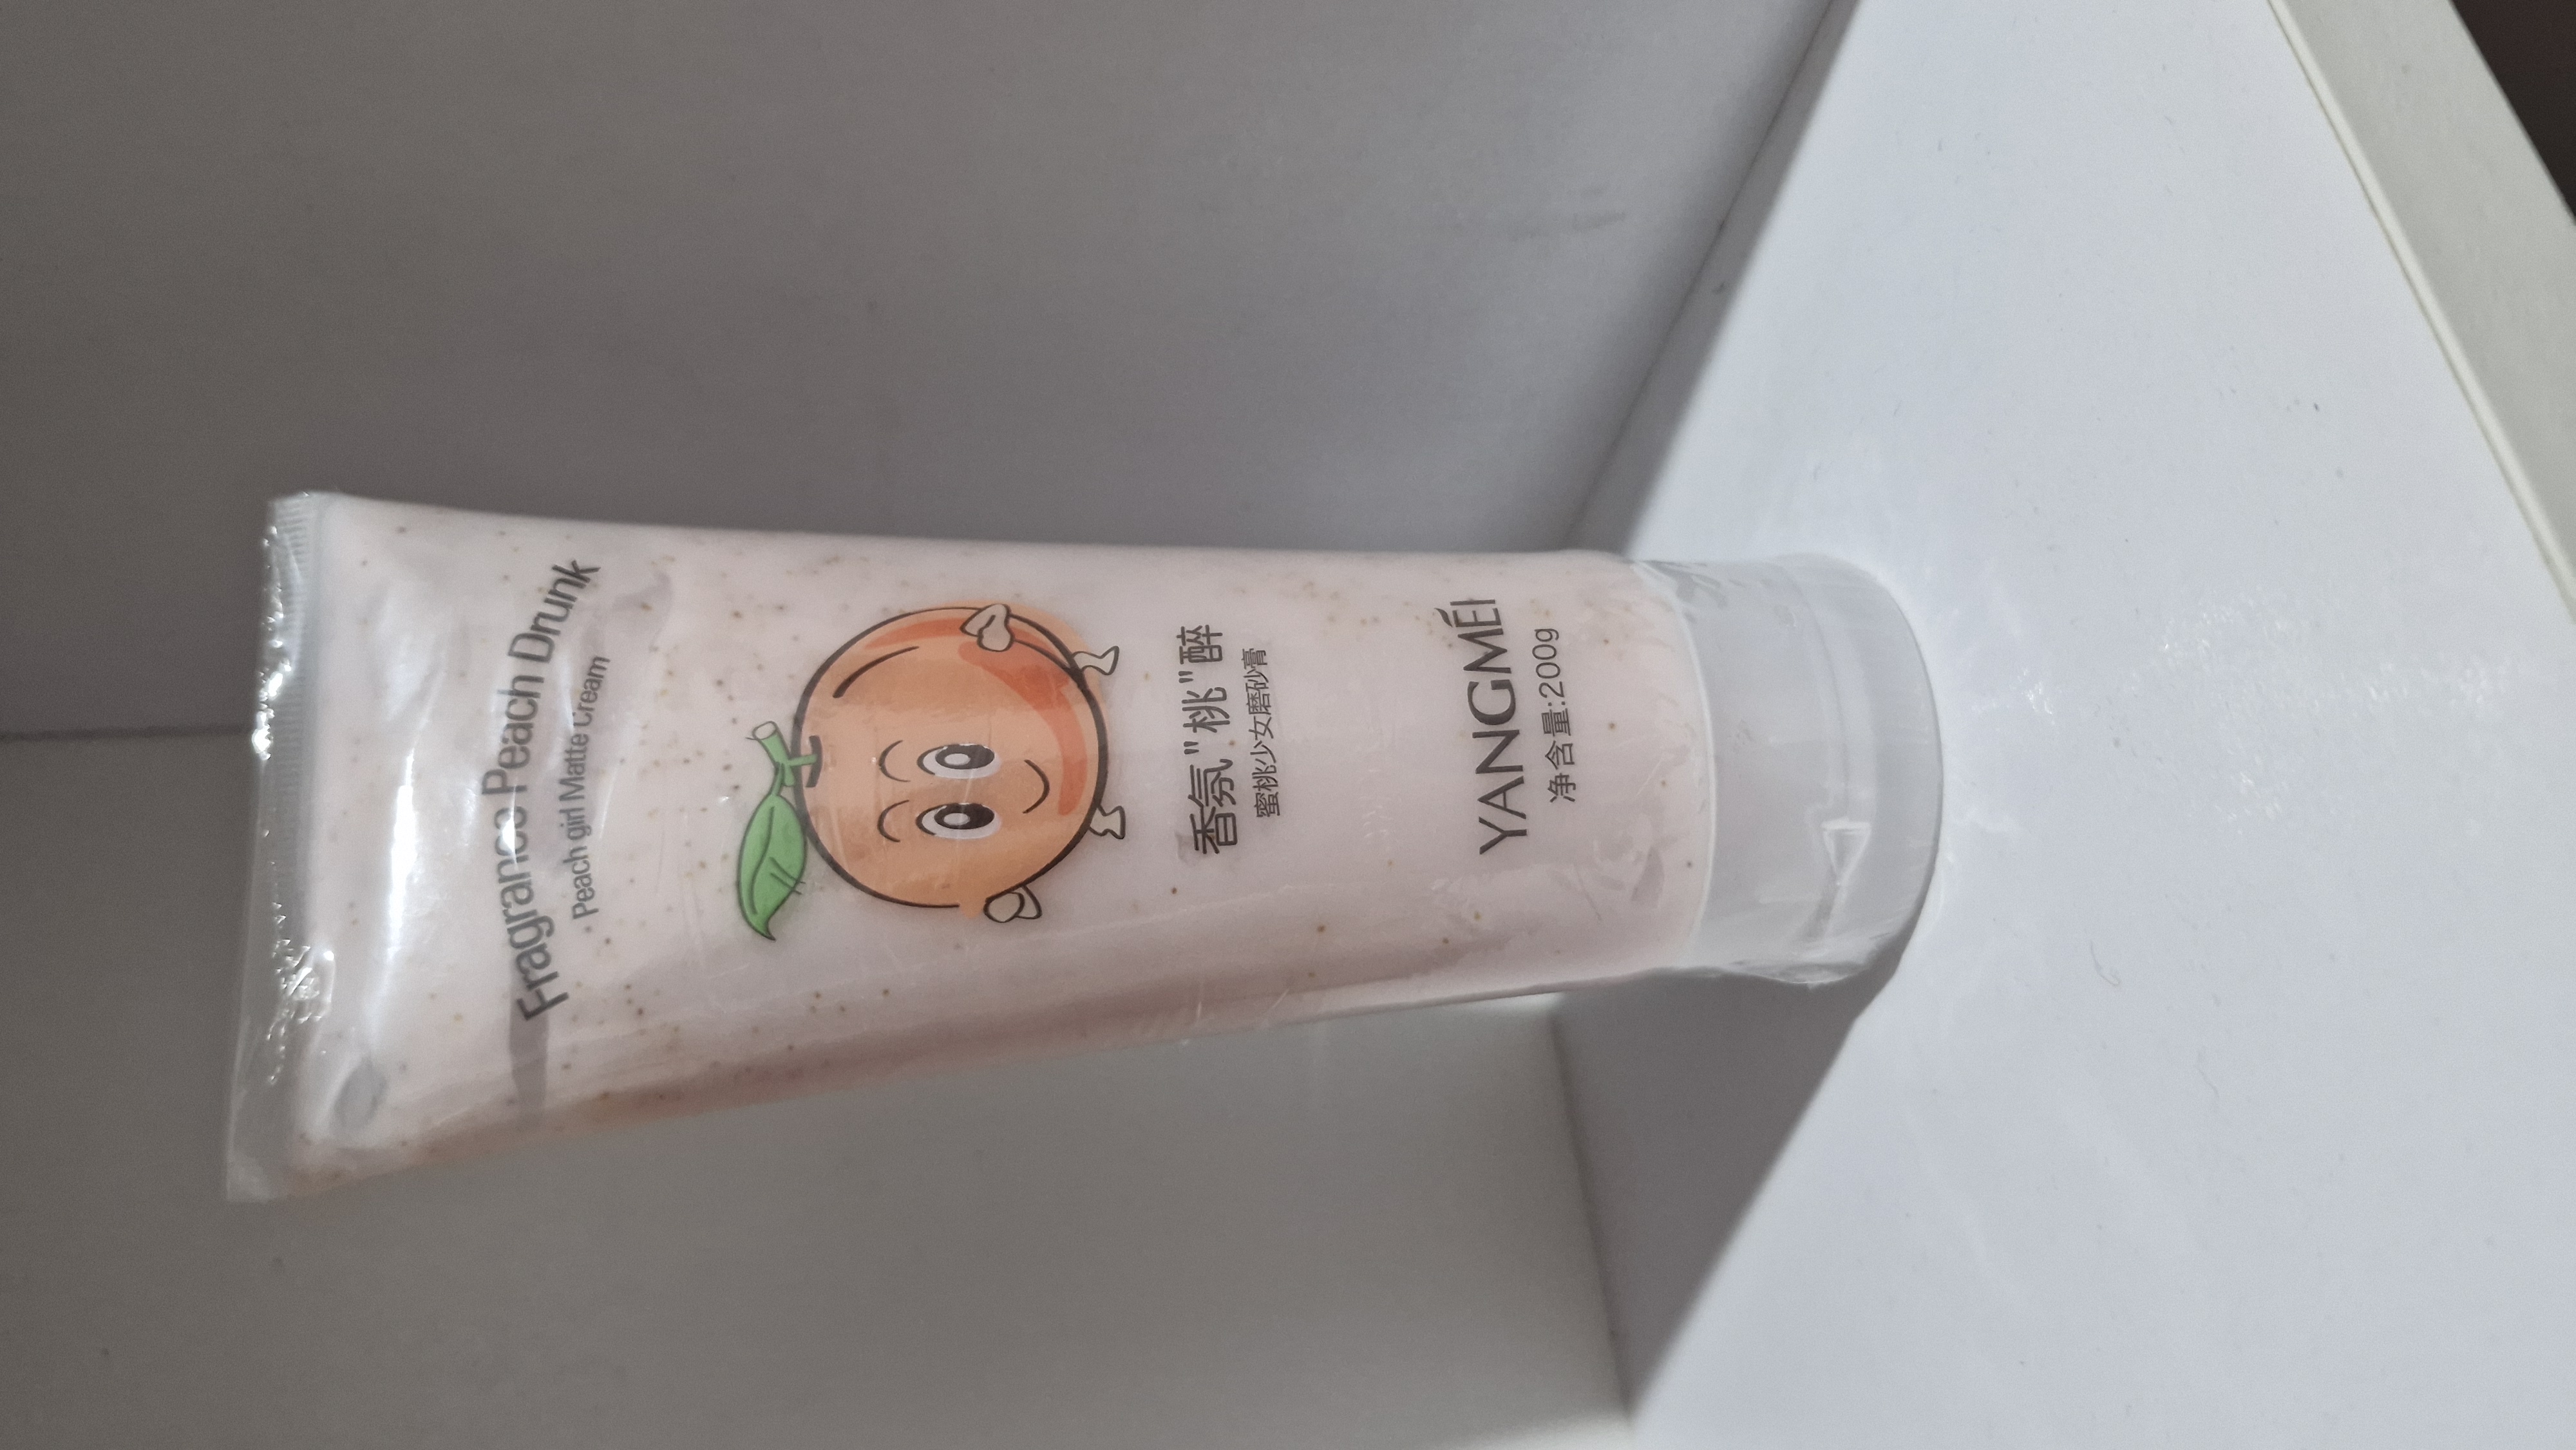 Fragrance Peach Drunk
·Peach girl Matte Cream
香氛"桃"醉
蜜桃少女磨砂膏
YANGMĒI
净含量:200g